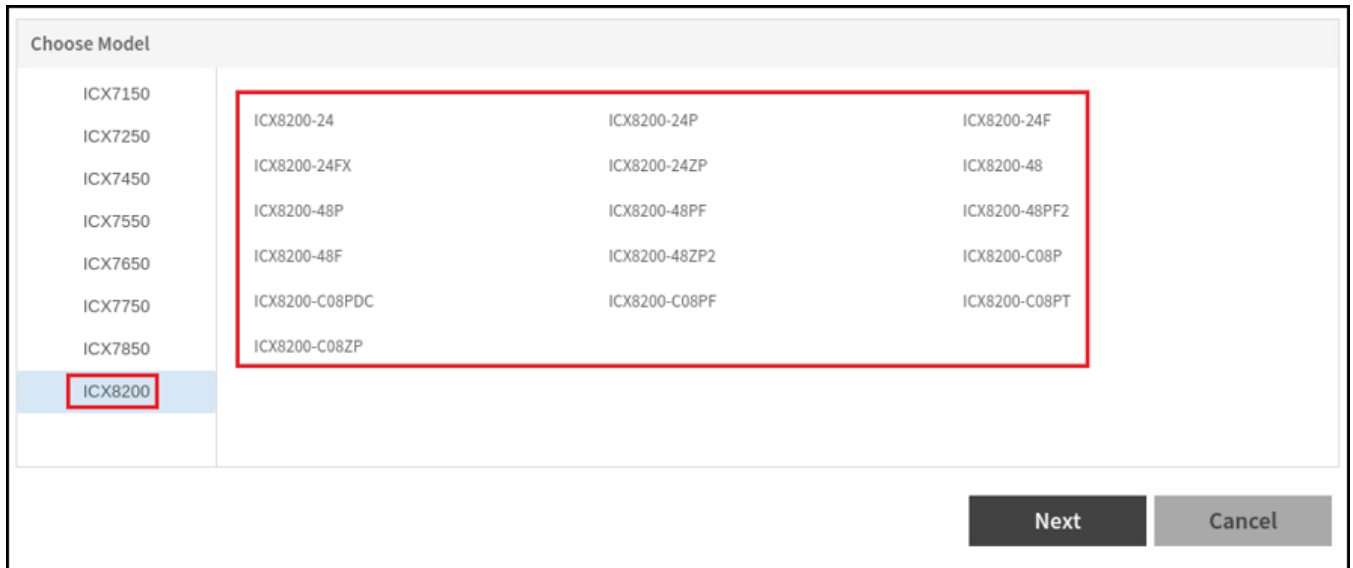 Choose Model
ICX7150
ICX7250
ICX7450
ICX7550
ICX7650
ICX7750
ICX7850
ICX8200
ICX8200-24 ICX8200-24P ICX8200-24F
ICX8200-24FX ICX8200-24ZP ICX8200-48
ICX8200-48P ICX8200-48PF ICX8200-48PF2
ICX8200-48F ICX8200-48ZP2 ICX8200-C08P
ICX8200-C08PDC ICX8200-C08PF ICX8200-C08PT
ICX8200-C08ZP
Next Cancel